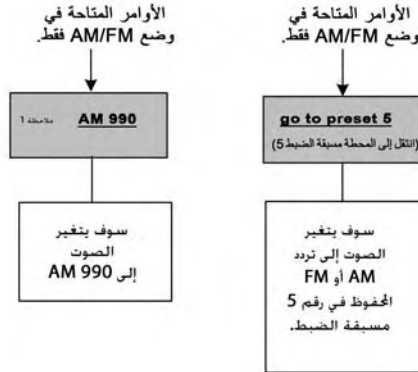 الأوامر المتاحة في
وضع AM/FM فقط.
go to preset 5
(انتقل إلى المحطة مسبقة الضبط 5)
سوف يتغير
الصوت إلى تردد
AM أو FM
المحفوظ في رقم 5
مسبقة الضبط.
الأوامر المتاحة في
وضع AM/FM فقط.
AM 990 ملاحظة 1
سوف يتغير
الصوت
إلى AM 990